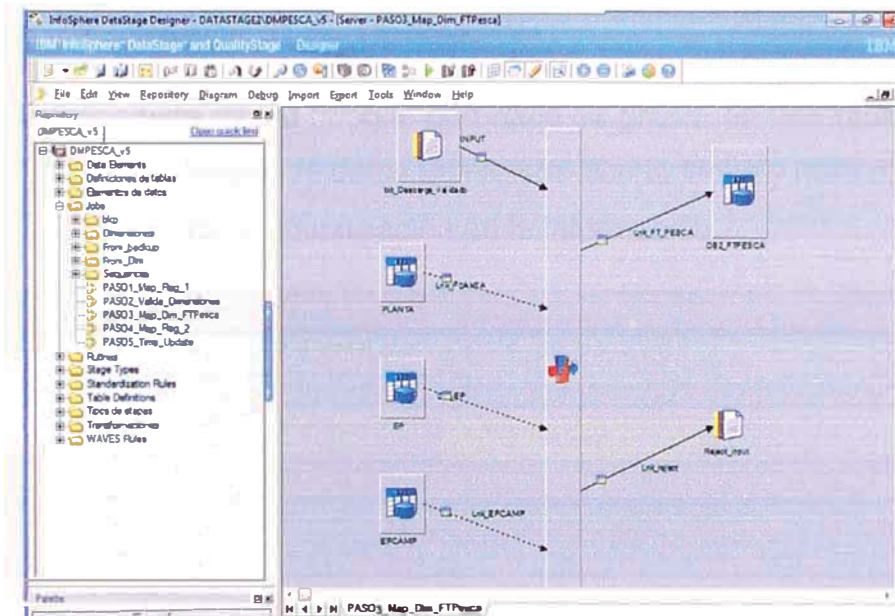 InfoSphere DataStage Designer - DATASTAGE2\DMPESCA_v5 - [Server - PASO3_Map_Dim_FTPesca]
IBM InfoSphere DataStage and QualityStage Designer
IBM
File Edit View Repository Diagram Debug Import Export Tools Window Help
Repository
DMPESCA_v5
DMPESCA_v5
Data Elements
Definiciones de tablas
Elementos de datos
Jobs
bkp
Dimensiones
From_backup
From_Dim
Sequences
PASO1_Map_Reg_1
PASO2_Valida_Dimensiones
PASO3_Map_Dim_FTPesca
PASO4_Map_Reg_2
PASO5_Time_Update
Rutinas
Stage Types
Standardization Rules
Table Definitions
Tipos de etapas
Transformaciones
WAVES Rules
Palette
INPUT
txt_Descarga_Validado
Lnk_FT_PESCA
DB2_FTPESCA
PLANTA
EP
EP
Lnk_reject
Reject_input
Lnk_EPCAMP
EPCAMP
PASO3_Map_Dim_FTPesca